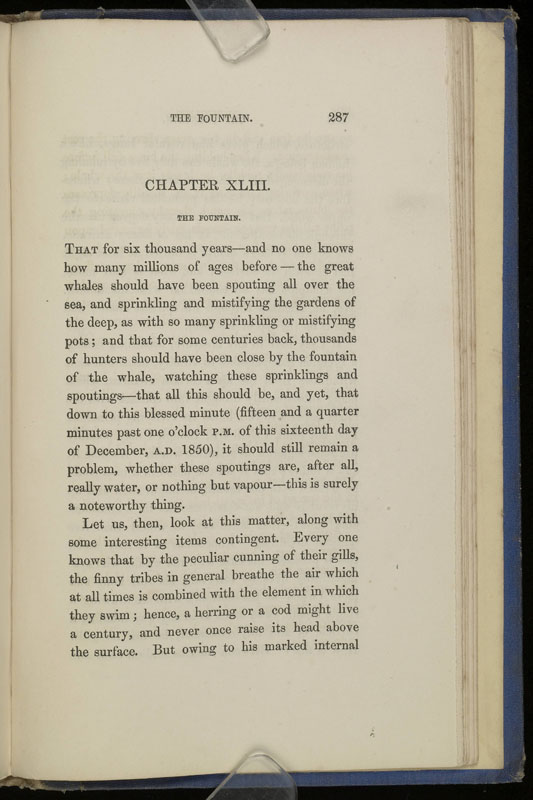 THE FOUNTAIN. 287
CHAPTER XLIII.
THE FOUNTAIN.
THAT for six thousand years—and no one knows
how many millions of ages before — the great
whales should have been spouting all over the
sea, and sprinkling and mistifying the gardens of
the deep, as with so many sprinkling or mistifying
pots; and that for some centuries back, thousands
of hunters should have been close by the fountain
of the whale, watching these sprinklings and
spoutings—that all this should be, and yet, that
down to this blessed minute (fifteen and a quarter
minutes past one o'clock P.M. of this sixteenth day
of December, A.D. 1850), it should still remain a
problem, whether these spoutings are, after all,
really water, or nothing but vapour—this is surely
a noteworthy thing.
Let us, then, look at this matter, along with
some interesting items contingent. Every one
knows that by the peculiar cunning of their gills,
the finny tribes in general breathe the air which
at all times is combined with the element in which
they swim; hence, a herring or a cod might live
a century, and never once raise its head above
the surface. But owing to his marked internal